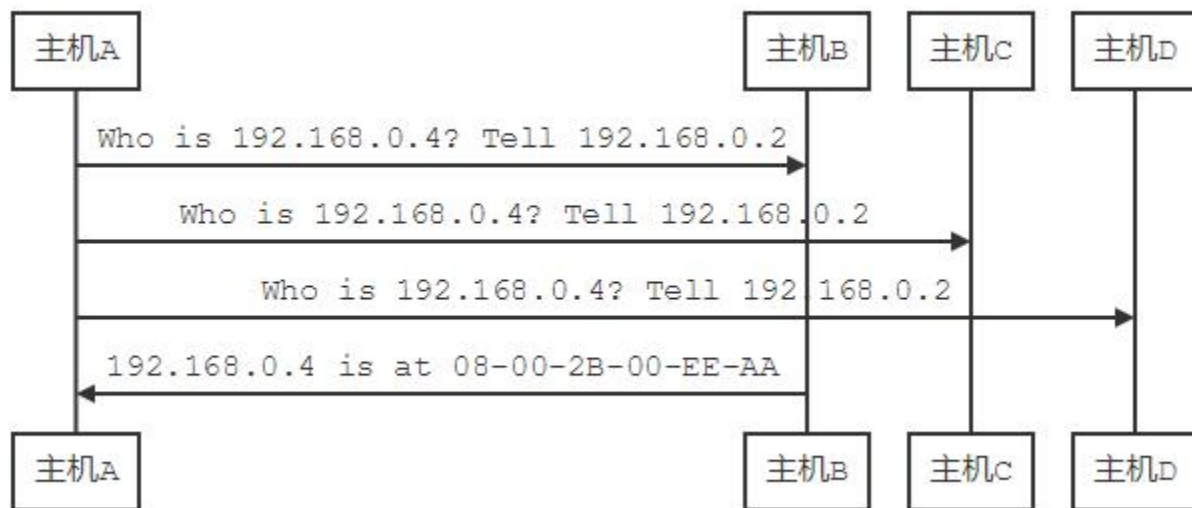 主机A 主机B 主机C 主机D
Who is 192.168.0.4? Tell 192.168.0.2
Who is 192.168.0.4? Tell 192.168.0.2
Who is 192.168.0.4? Tell 192.168.0.2
192.168.0.4 is at 08-00-2B-00-EE-AA
主机A 主机B 主机C 主机D